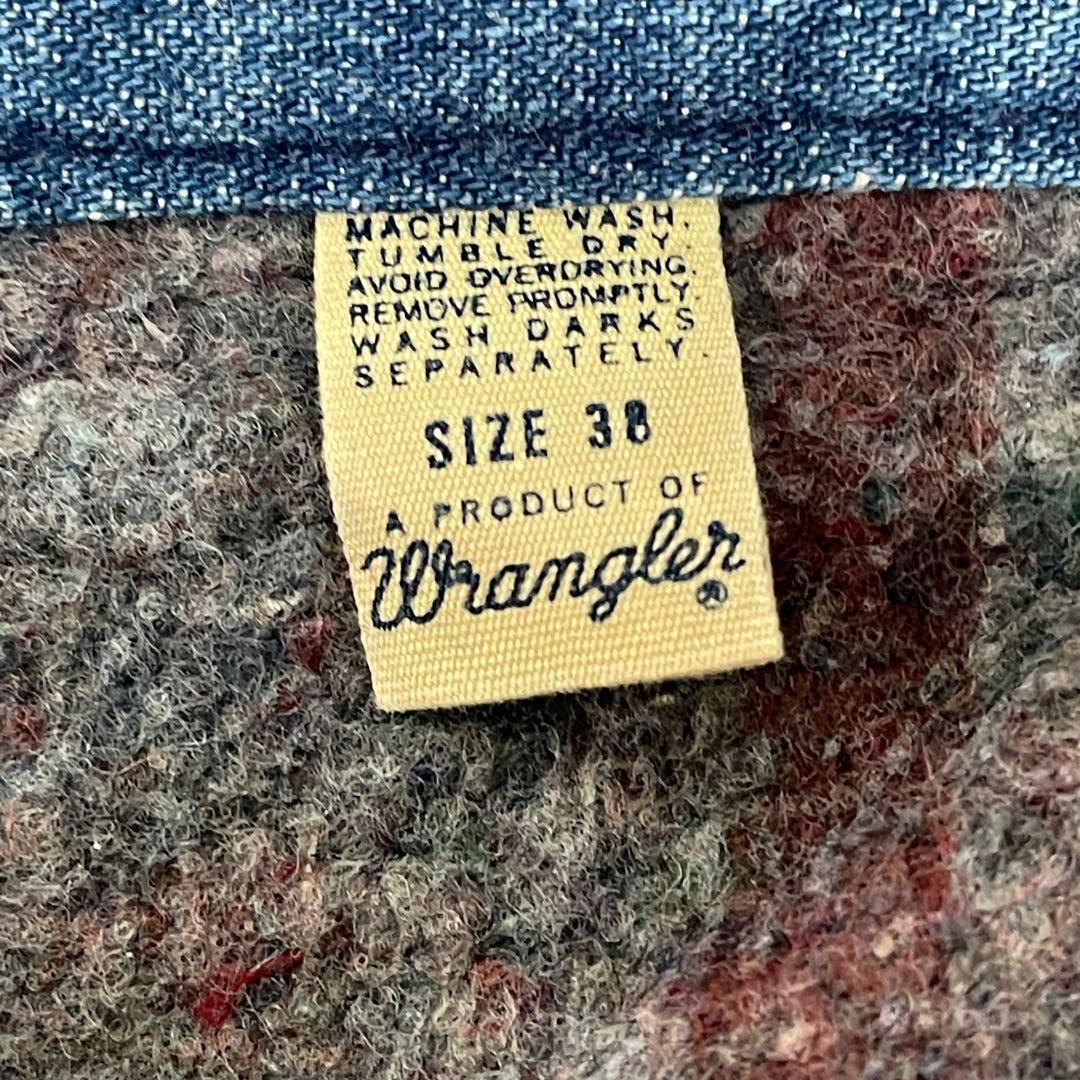 MACHINE WASH.
TUMBLE DRY.
AVOID OVERDRYING.
REMOVE PROMPTLY.
WASH DARKS
SEPARATELY.
SIZE 38
A PRODUCT OF
Wrangler®